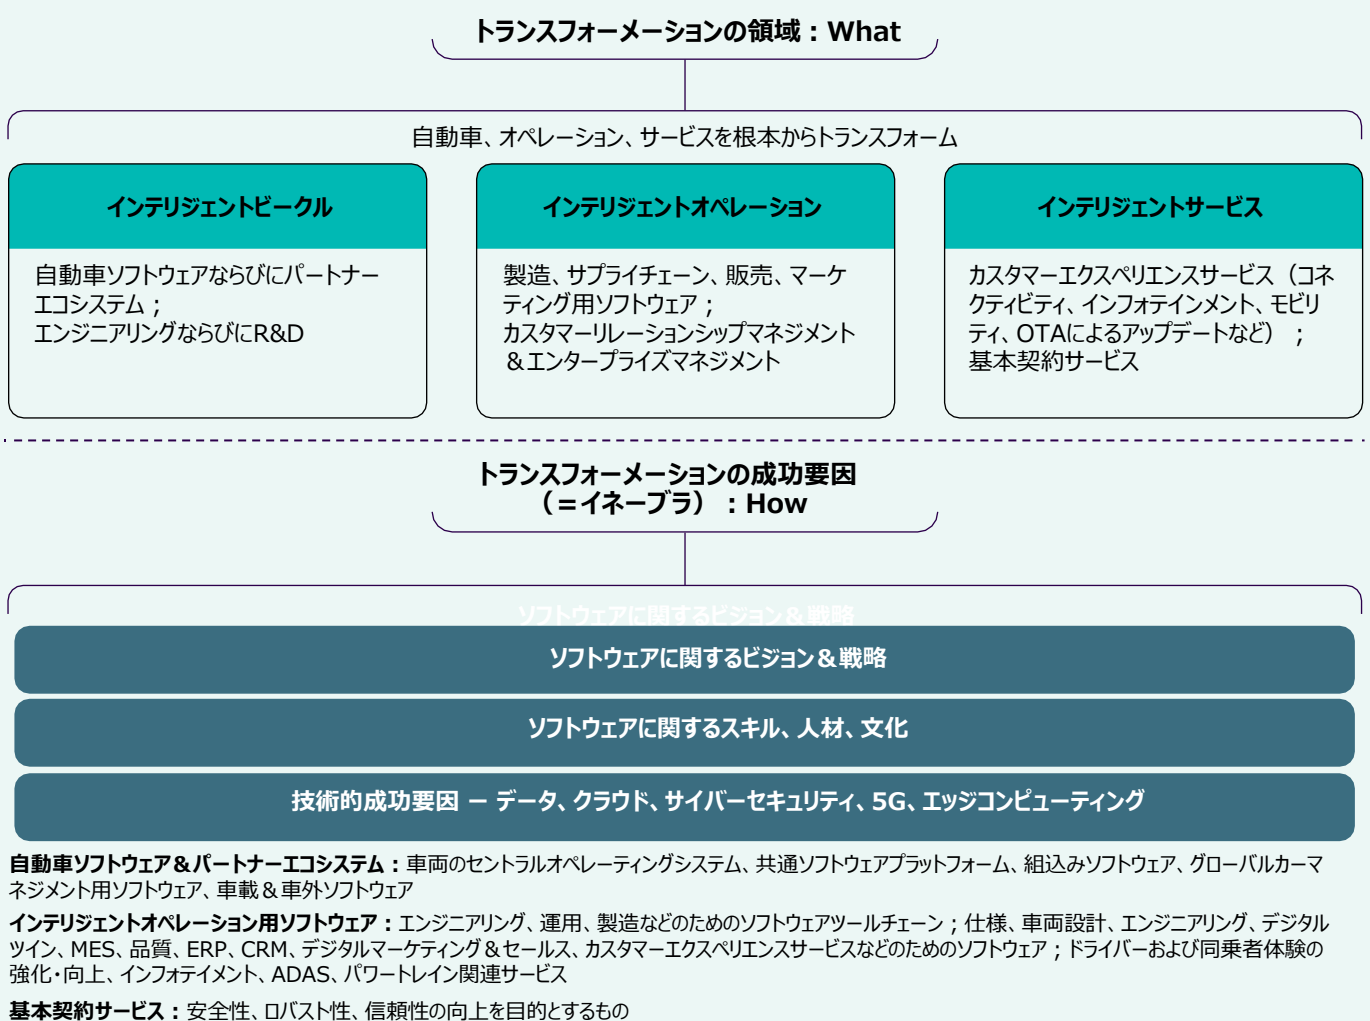 トランスフォーメーションの領域：What
自動車、オペレーション、サービスを根本からトランスフォーム
インテリジェントビークル
自動車ソフトウェアならびにパートナー
エコシステム；
エンジニアリングならびにR&D
インテリジェントオペレーション
製造、サプライチェーン、販売、マーケ
ティング用ソフトウェア；
カスタマーリレーションシップマネジメント
＆エンタープライズマネジメント
インテリジェントサービス
カスタマーエクスペリエンスサービス（コネ
クティビティ、インフォテインメント、モビリ
ティ、OTAによるアップデートなど）；
基本契約サービス
トランスフォーメーションの成功要因
（＝イネーブラ）：How
ソフトウェアに関するビジョン＆戦略
ソフトウェアに関するビジョン＆戦略
ソフトウェアに関するスキル、人材、文化
技術的成功要因 － データ、クラウド、サイバーセキュリティ、5G、エッジコンピューティング
自動車ソフトウェア＆パートナーエコシステム：車両のセントラルオペレーティングシステム、共通ソフトウェアプラットフォーム、組込みソフトウェア、グローバルカーマ
ネジメント用ソフトウェア、車載＆車外ソフトウェア
インテリジェントオペレーション用ソフトウェア：エンジニアリング、運用、製造などのためのソフトウェアツールチェーン；仕様、車両設計、エンジニアリング、デジタル
ツイン、MES、品質、ERP、CRM、デジタルマーケティング＆セールス、カスタマーエクスペリエンスサービスなどのためのソフトウェア；ドライバーおよび同乗者体験の
強化・向上、インフォテイメント、ADAS、パワートレイン関連サービス
基本契約サービス：安全性、ロバスト性、信頼性の向上を目的とするもの